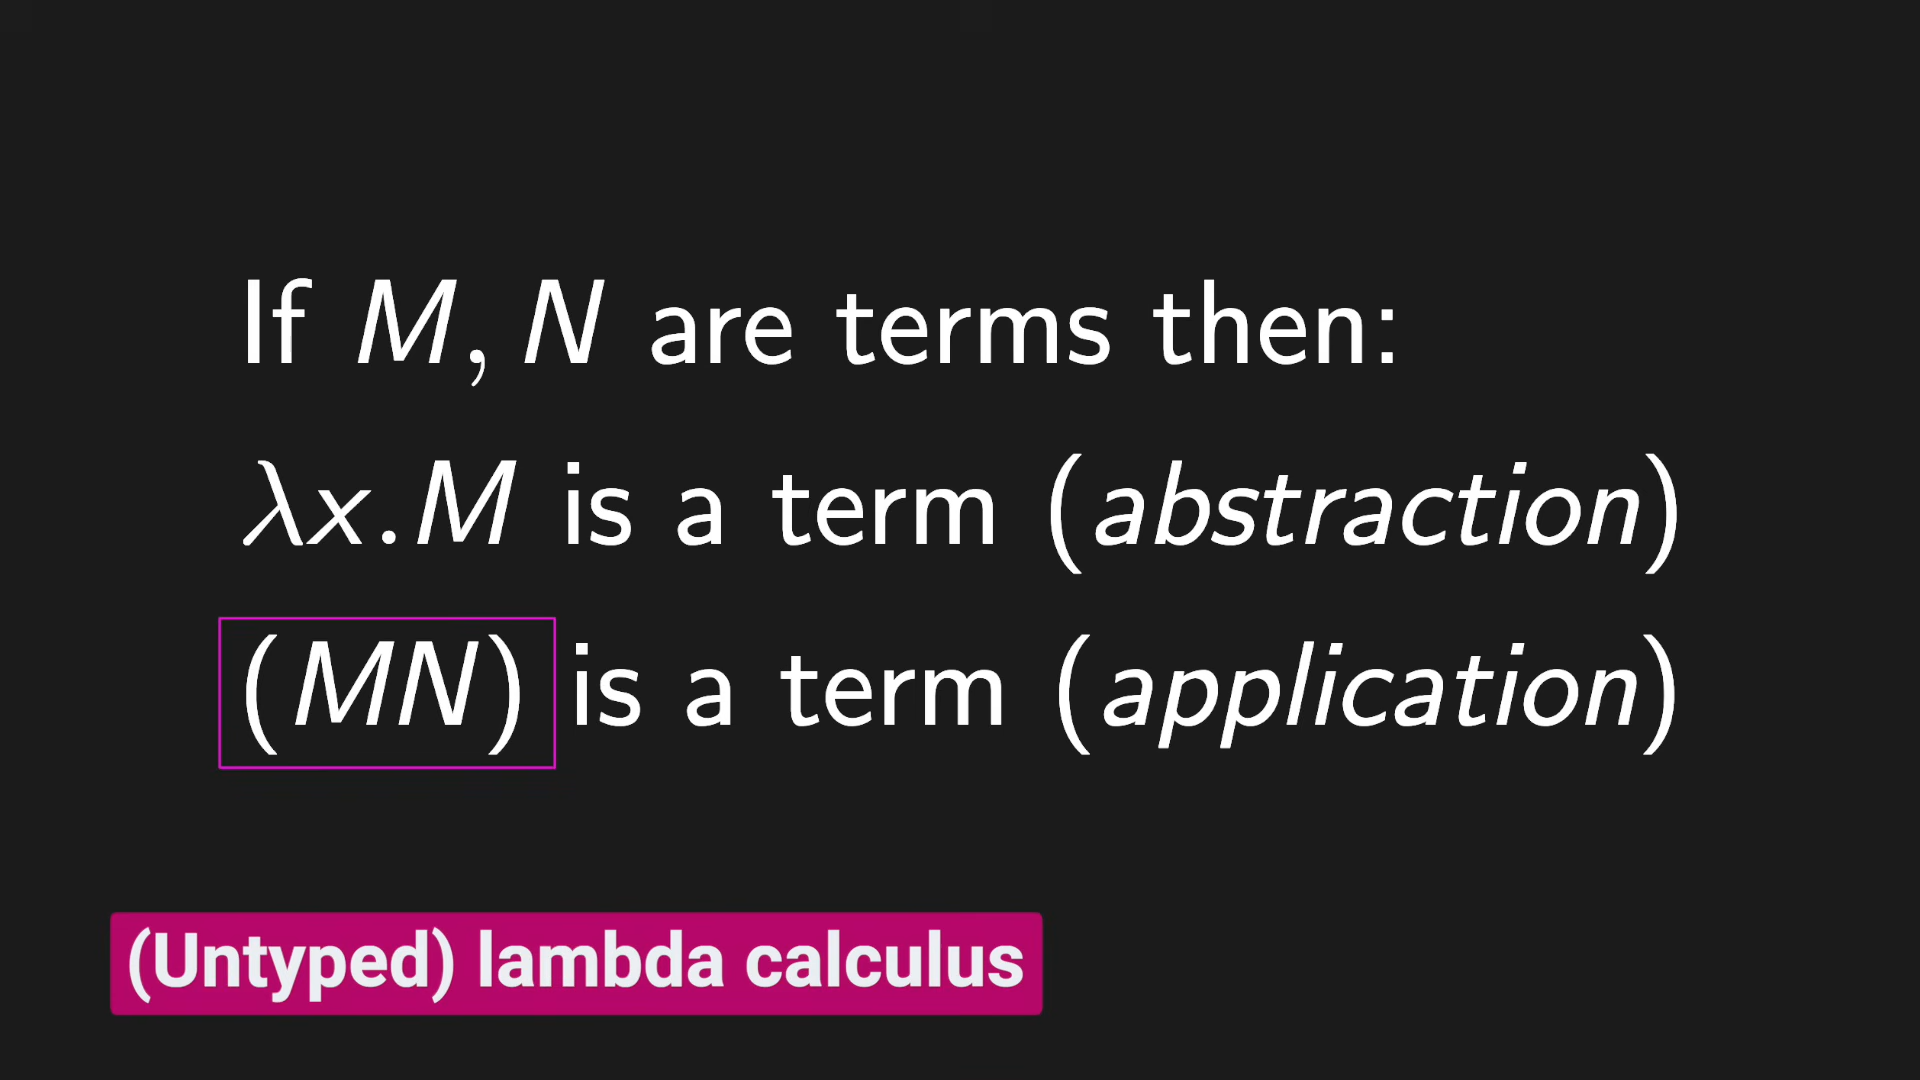 If M, N are terms then:
λx.M is a term (abstraction)
(MN) is a term (application)
(Untyped) lambda calculus